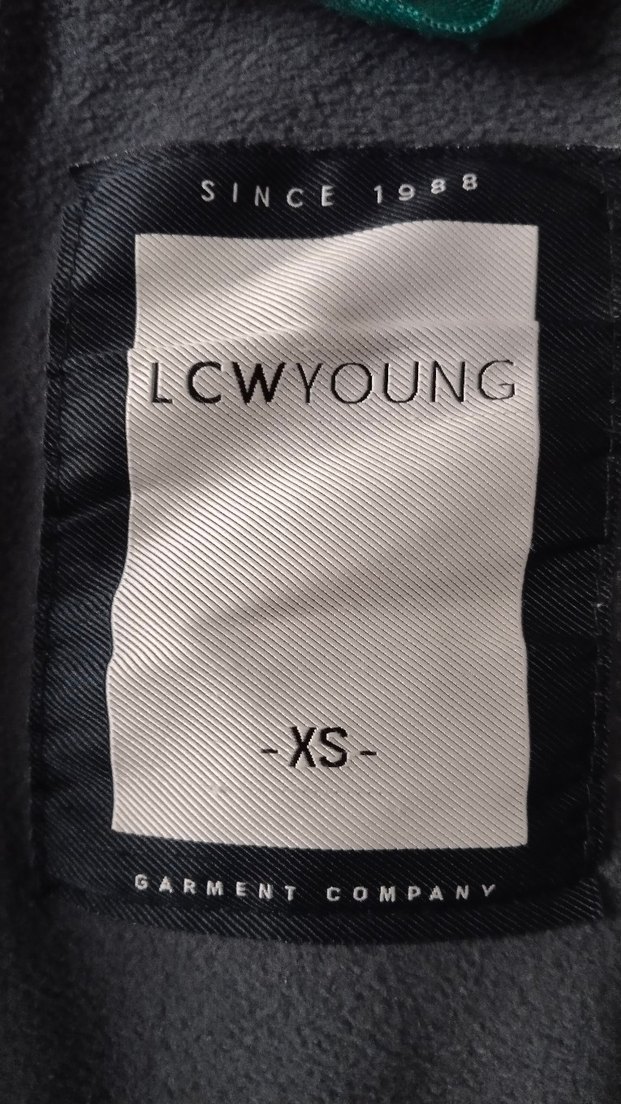 SINCE 1988
LCWYOUNG
-XS-
GARMENT COMPANY